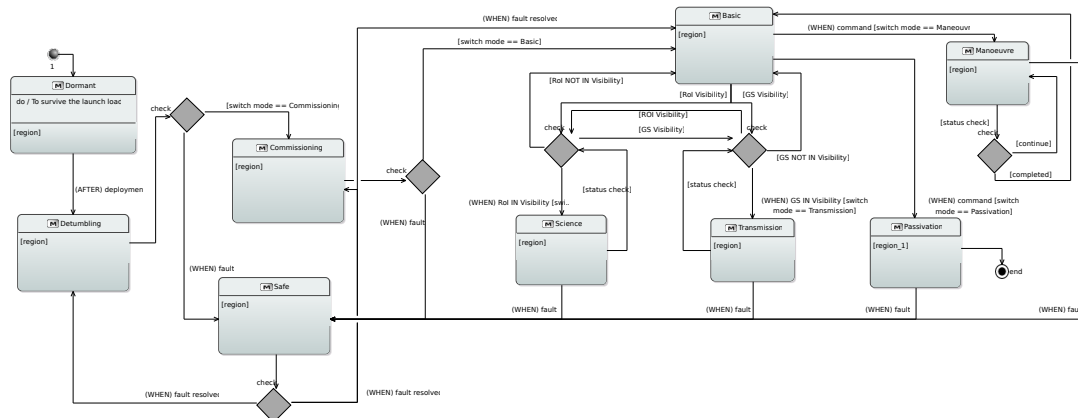 (WHEN) fault resolved
Basic
[region]
(WHEN) command [switch mode == Manoeuvr
[switch mode == Basic]
Manoeuvre
[region]
1
Dormant
do / To survive the launch load
[region]
[RoI NOT IN Visibility]
[RoI Visibility]
[GS Visibility]
check
[switch mode == Commissioning
[ROI Visibility]
check
check
[GS Visibility]
[status check]
check
[continue]
Commissioning
[region]
check
[GS NOT IN Visibility]
[completed]
(AFTER) deploymen
[status check]
[status check]
(WHEN) RoI IN Visibility [swi...
(WHEN) GS IN Visibility [switch
mode == Transmission]
(WHEN) command [switch
mode == Passivation]
Detumbling
[region]
(WHEN) fault
Science
[region]
Transmission
[region]
Passivation
[region_1]
end
(WHEN) fault
Safe
[region]
(WHEN) fault
(WHEN) fault
(WHEN) fault
(WHEN) fau
check
(WHEN) fault resolved
(WHEN) fault resolved